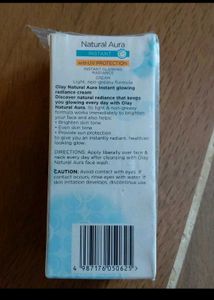 Natural Aura
INSTANT
with UV PROTECTION
INSTANT GLOWING
RADIANCE
CREAM
Light, non-greasy formula
Olay Natural Aura Instant glowing
radiance cream
Discover natural radiance that keeps
you glowing every day with Olay
Natural Aura. Its light & non-greasy
formula works immediately to brighten
your face and also helps:
• Brighten skin tone
• Even skin tone
• Provide sun protection
to give you an instantly radiant, healthier
looking glow.
DIRECTIONS: Apply liberally over face &
neck every day after cleansing with Olay
Natural Aura face wash.
CAUTION: Avoid contact with eyes. If
contact occurs, rinse eyes with water. If
skin irritation develops, discontinue use.
4 987176 050625